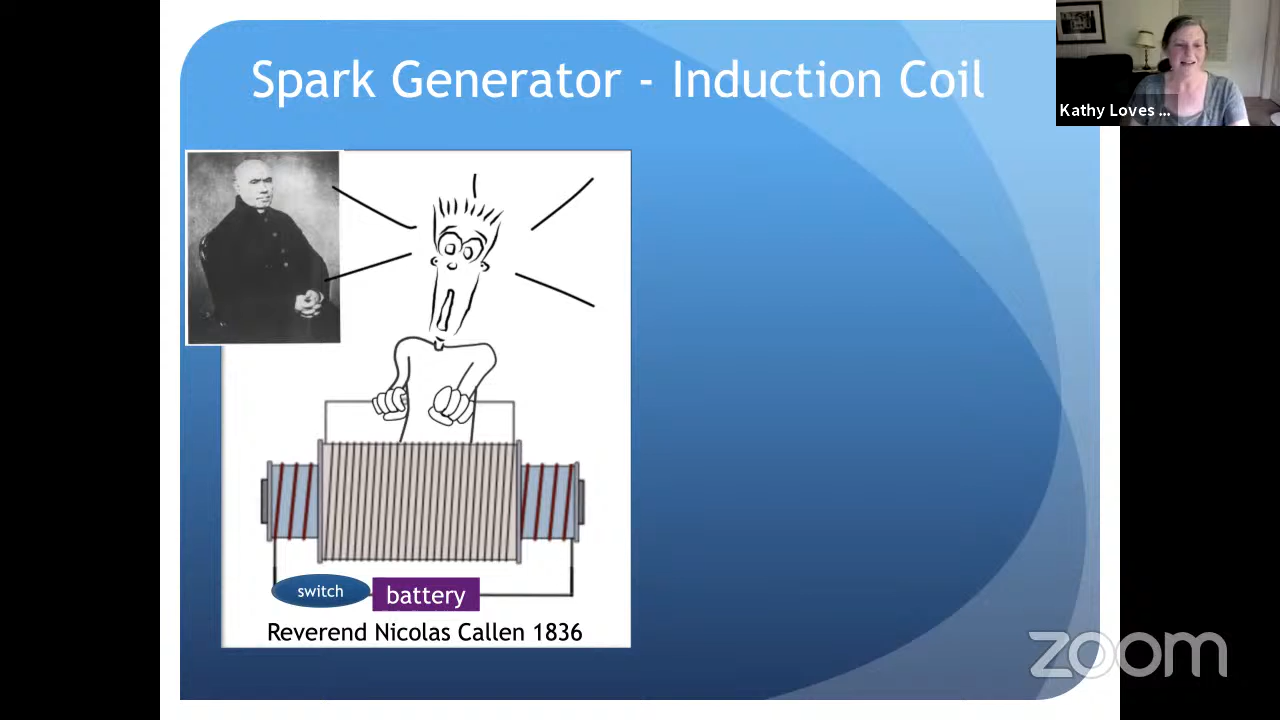 Spark Generator - Induction Coil
Kathy Loves ...
switch
battery
Reverend Nicolas Callen 1836
zoom